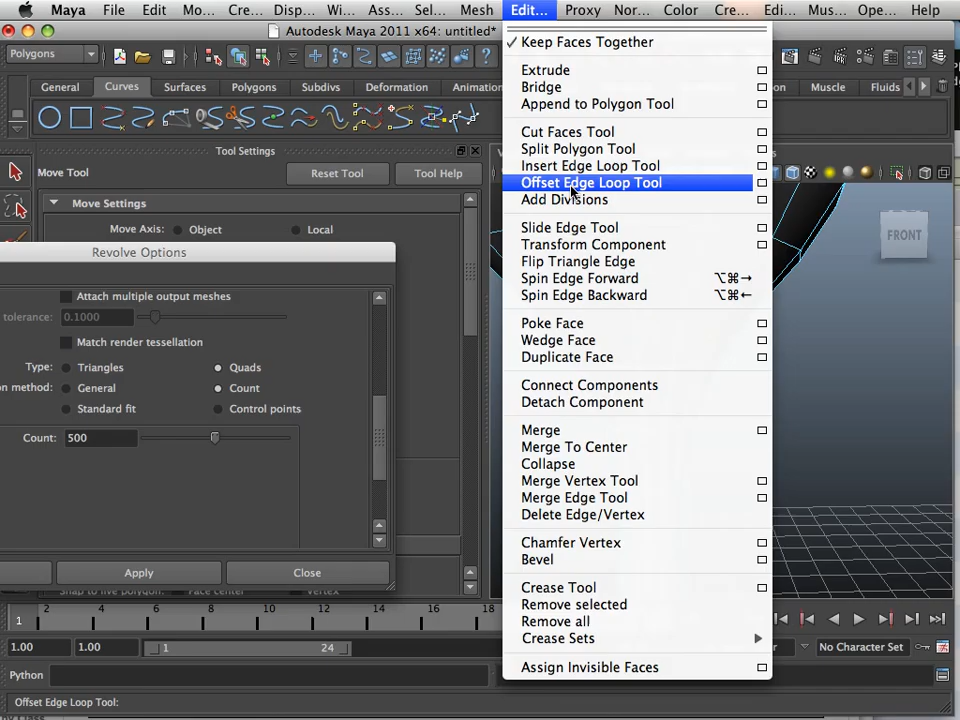 Maya File Edit Mo... Cre... Disp... Wi... Ass... Sel... Mesh Edit... Proxy Nor... Color Cre... Edi... Mus... Ope... Help
Autodesk Maya 2011 x64: untitled*
Polygons
General Curves Surfaces Polygons Subdivs Deformation Animation Muscle Fluids
Tool Settings
Move Tool Reset Tool Tool Help
Move Settings
Move Axis: Object Local
Revolve Options
Attach multiple output meshes
tolerance: 0.1000
Match render tessellation
Type: Triangles Quads
on method: General Count
Standard fit Control points
Count: 500
Apply Close
Snap to live polygon: Face center Vertex
Keep Faces Together
Extrude
Bridge
Append to Polygon Tool
Cut Faces Tool
Split Polygon Tool
Insert Edge Loop Tool
Offset Edge Loop Tool
Add Divisions
Slide Edge Tool
Transform Component
Flip Triangle Edge
Spin Edge Forward ⌥⌘→
Spin Edge Backward ⌥⌘←
Poke Face
Wedge Face
Duplicate Face
Connect Components
Detach Component
Merge
Merge To Center
Collapse
Merge Vertex Tool
Merge Edge Tool
Delete Edge/Vertex
Chamfer Vertex
Bevel
Crease Tool
Remove selected
Remove all
Crease Sets
Assign Invisible Faces
FRONT
2 4 6 8 10 12 14 16 18
1
1.00 1.00 1 24 No Character Set
Python
Offset Edge Loop Tool: